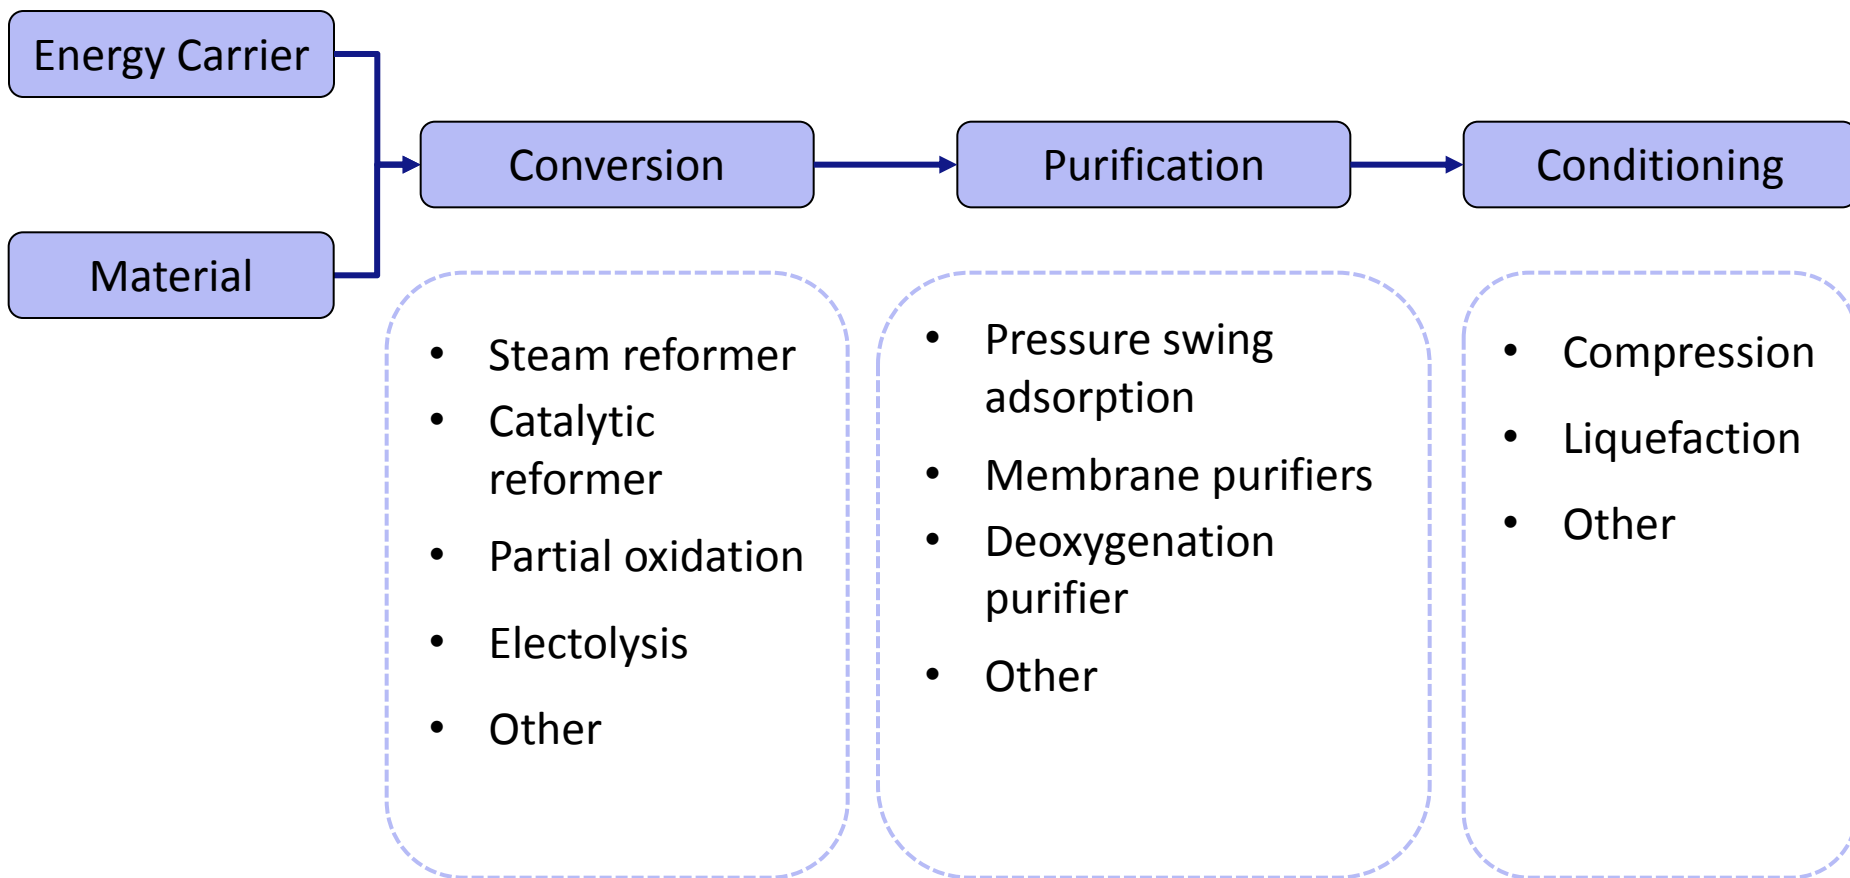 Energy Carrier
Material
Conversion
Purification
Conditioning
• Steam reformer
• Catalytic
reformer
• Partial oxidation
• Electolysis
• Other
• Pressure swing
adsorption
• Membrane purifiers
• Deoxygenation
purifier
• Other
• Compression
• Liquefaction
• Other